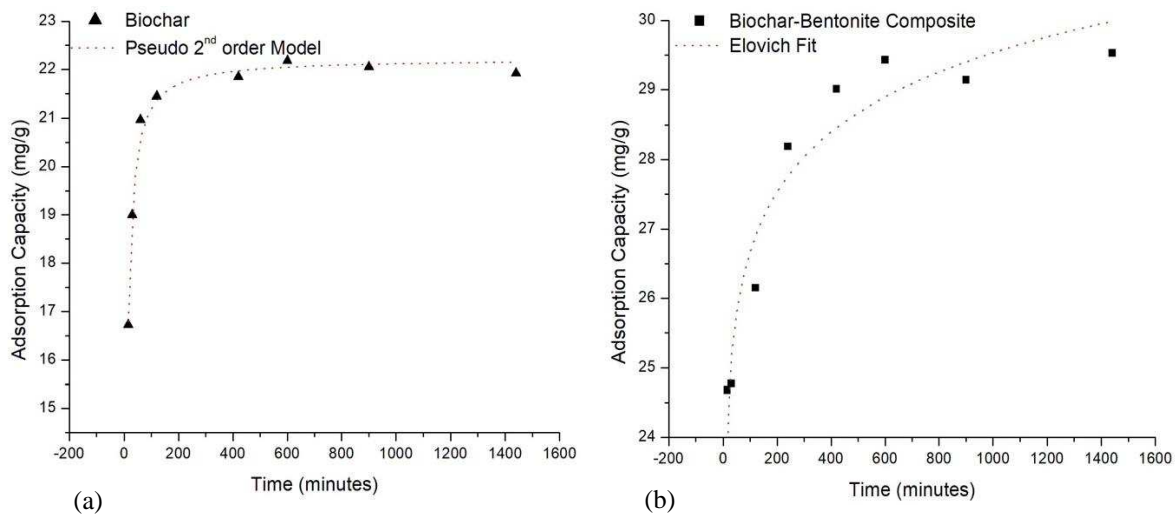 Biochar
Pseudo 2nd order Model
23
22
21
20
19
18
17
16
15
Adsorption Capacity (mg/g)
-200 0 200 400 600 800 1000 1200 1400 1600
Time (minutes)
(a)
Biochar-Bentonite Composite
Elovich Fit
30
29
28
27
26
25
24
Adsorption Capacity (mg/g)
-200 0 200 400 600 800 1000 1200 1400 1600
Time (minutes)
(b)